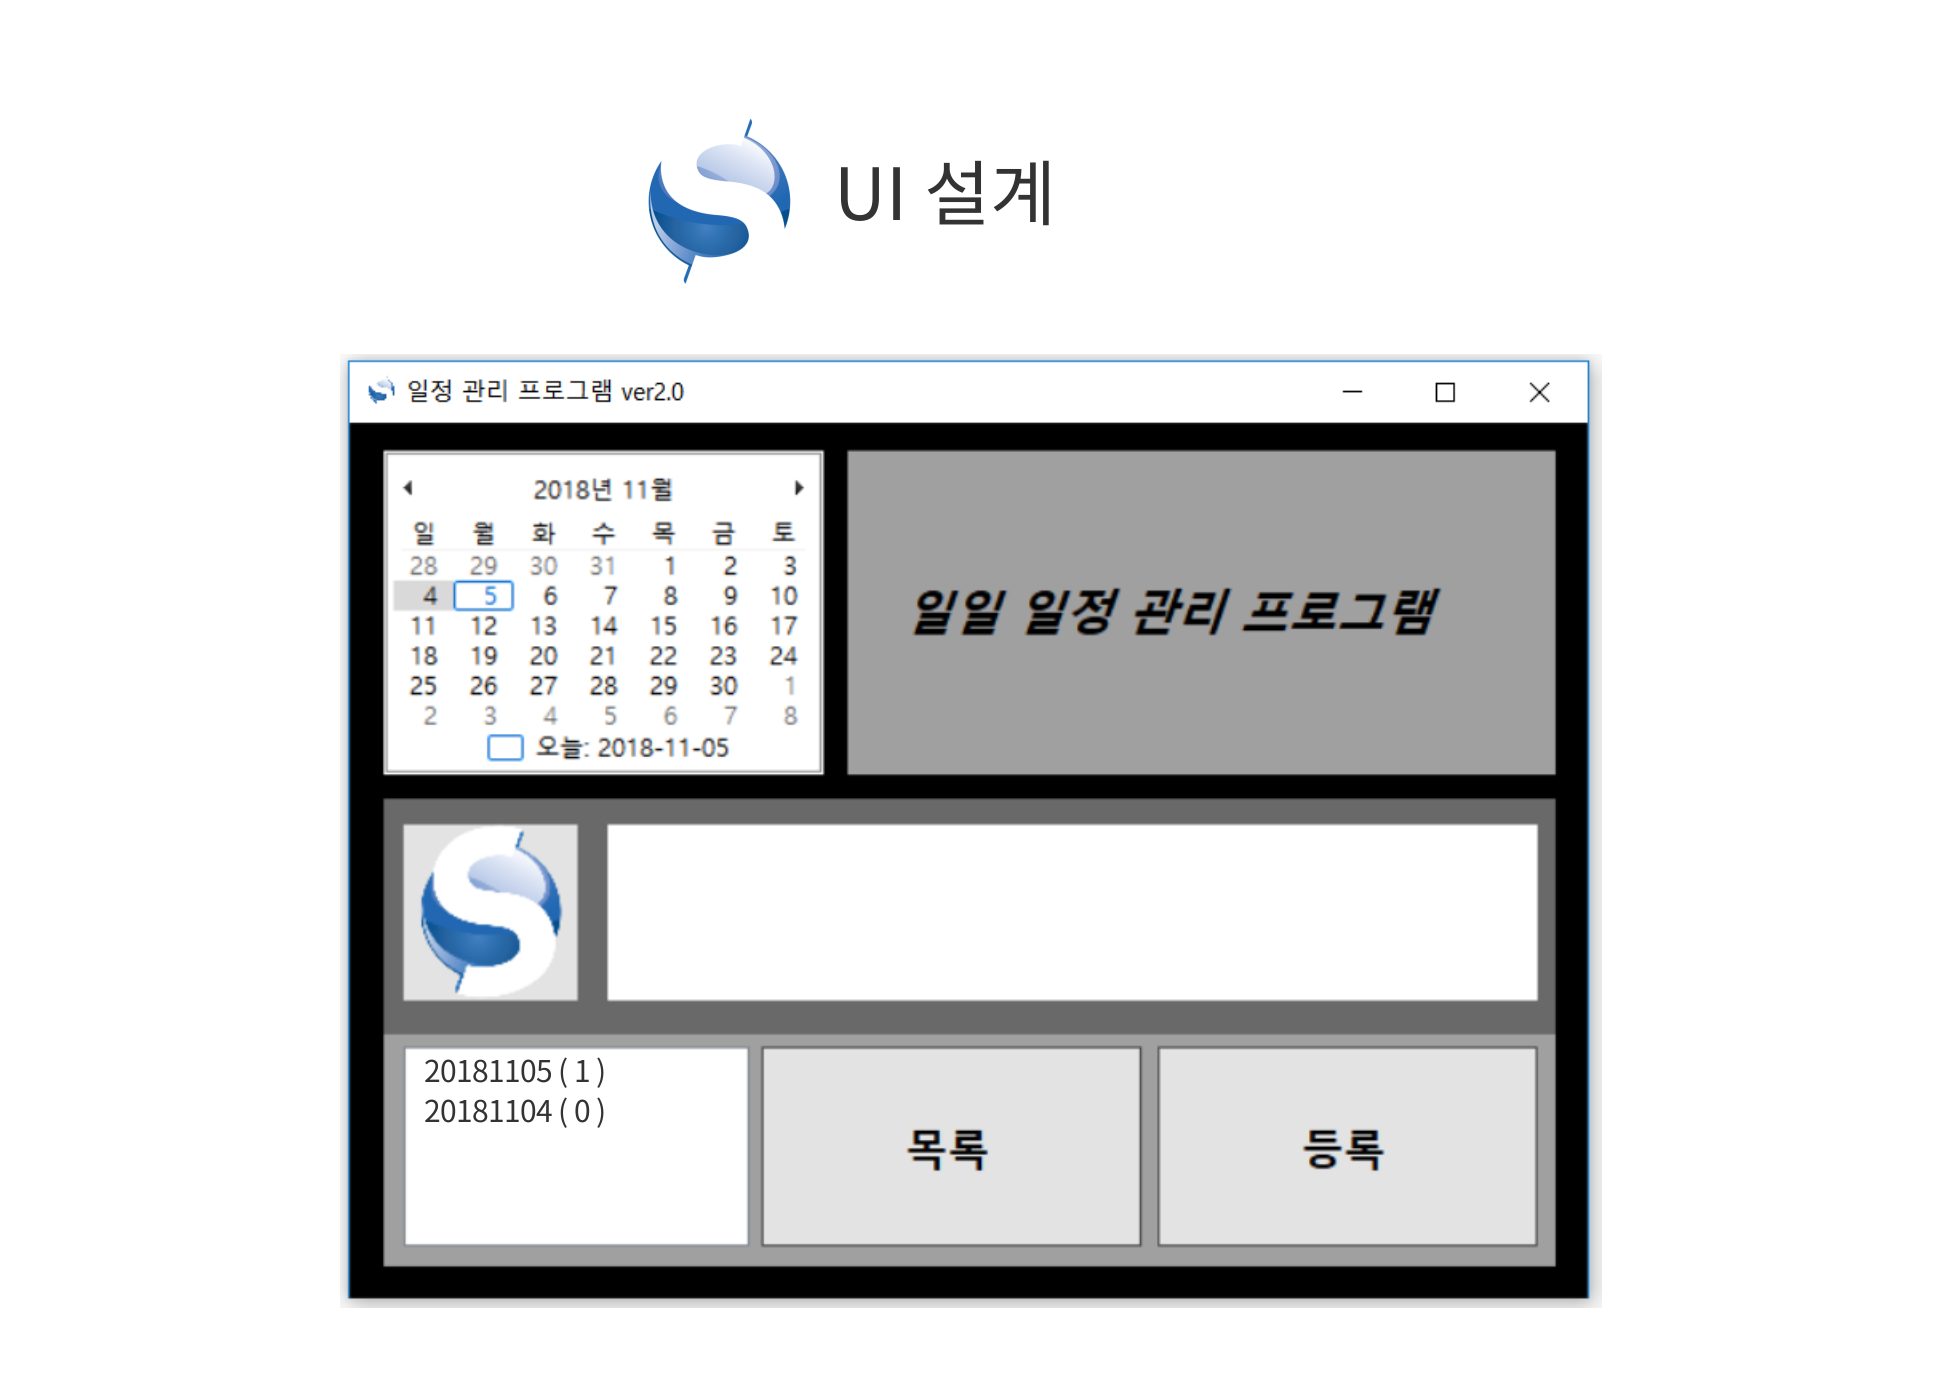 UI 설계
일정 관리 프로그램 ver2.0
2018년 11월
일 월 화 수 목 금 토
28 29 30 31 1 2 3
4 5 6 7 8 9 10
11 12 13 14 15 16 17
18 19 20 21 22 23 24
25 26 27 28 29 30 1
2 3 4 5 6 7 8
오늘: 2018-11-05
일일 일정 관리 프로그램
20181105 ( 1 )
20181104 ( 0 )
목록
등록